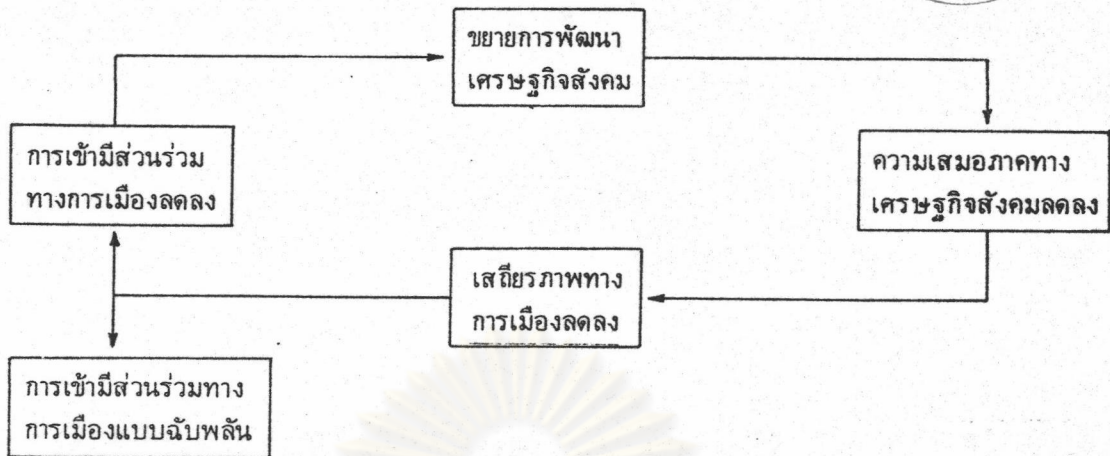 ขยายการพัฒนา
เศรษฐกิจสังคม
การเข้ามีส่วนร่วม
ทางการเมืองลดลง
ความเสมอภาคทาง
เศรษฐกิจสังคมลดลง
เสถียรภาพทาง
การเมืองลดลง
การเข้ามีส่วนร่วมทาง
การเมืองแบบฉับพลัน